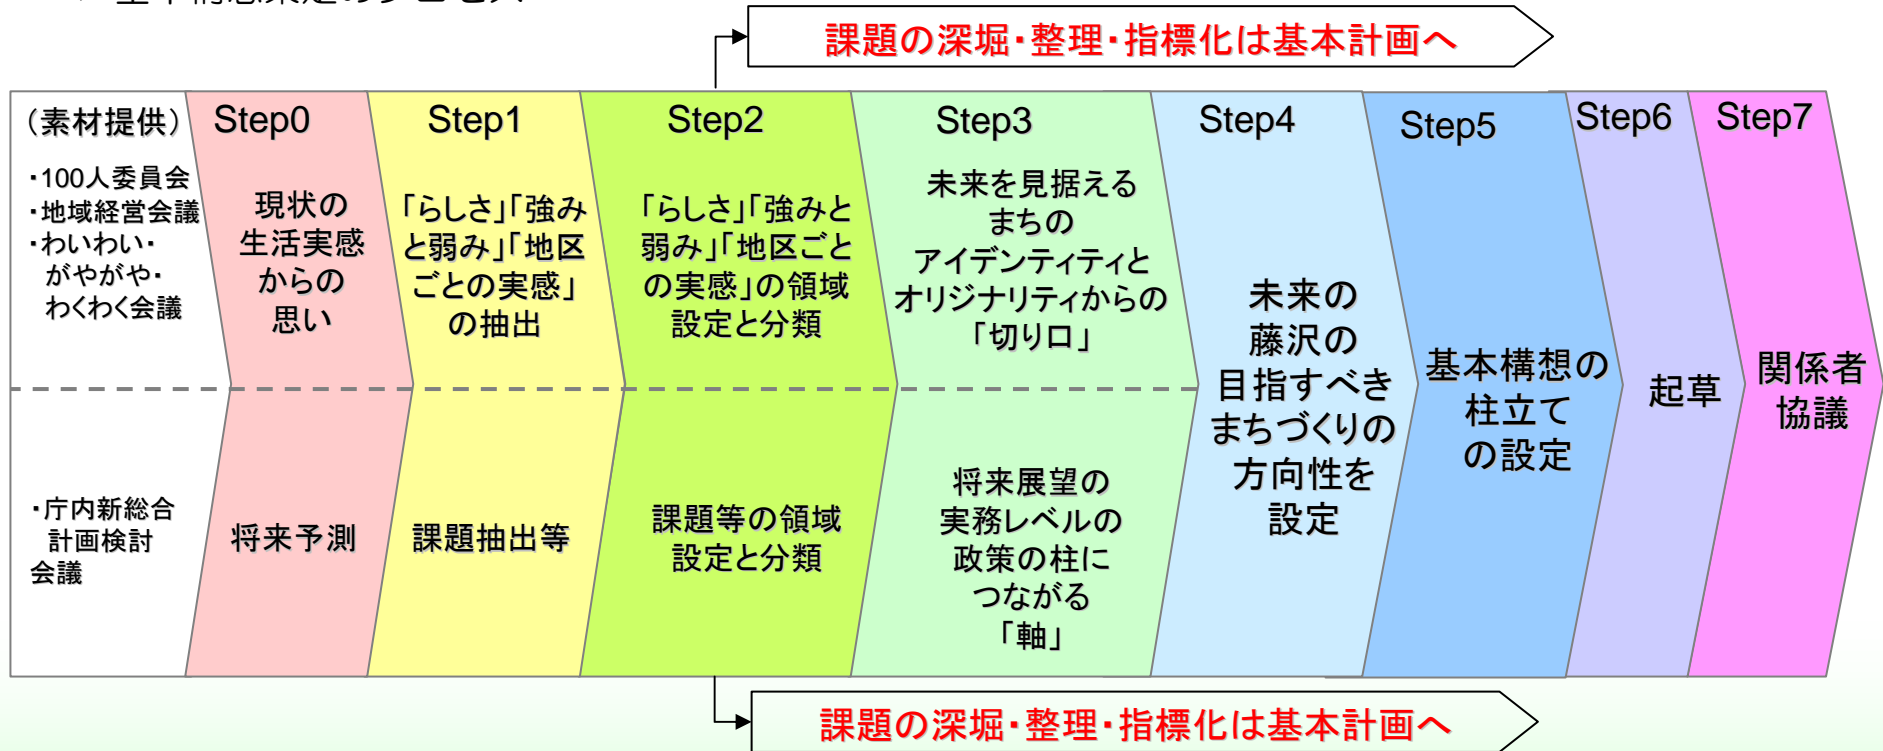 基本構想策定のプロセス
課題の深堀・整理・指標化は基本計画へ
(素材提供)
・100人委員会
・地域経営会議
・わいわい・
がやがや・
わくわく会議
・庁内新総合
計画検討
会議
Step0
現状の
生活実感
からの
思い
将来予測
Step1
「らしさ」「強み
と弱み」「地区
ごとの実感」
の抽出
課題抽出等
Step2
「らしさ」「強みと
弱み」「地区ごと
の実感」の領域
設定と分類
課題等の領域
設定と分類
Step3
未来を見据える
まちの
アイデンティティと
オリジナリティからの
「切り口」
将来展望の
実務レベルの
政策の柱に
つながる
「軸」
Step4
未来の
藤沢の
目指すべき
まちづくりの
方向性を
設定
Step5
基本構想の
柱立て
の設定
Step6
起草
Step7
関係者
協議
課題の深堀・整理・指標化は基本計画へ